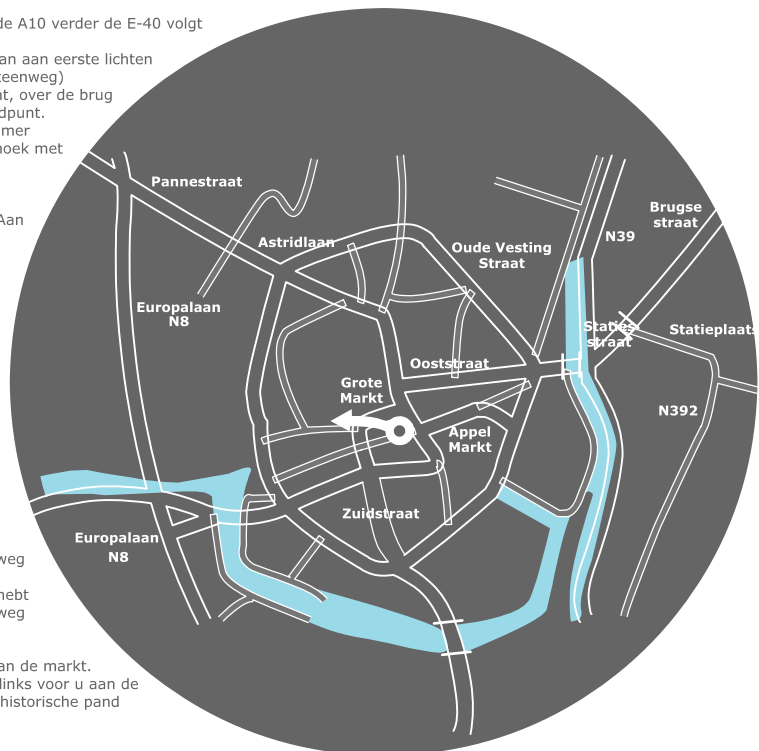 de A10 verder de E-40 volgt
an aan eerste lichten
teenweg)
at, over de brug
dpunt.
mer
hoek met
Aan
weg
hebt
weg
an de markt.
links voor u aan de
historische pand
Pannestraat
Astridlaan
Oude Vesting
Straat
Brugse
straat
N39
Europalaan
N8
Staties
straat
Statieplaats
Ooststraat
Grote
Markt
N392
Appel
Markt
Zuidstraat
Europalaan
N8